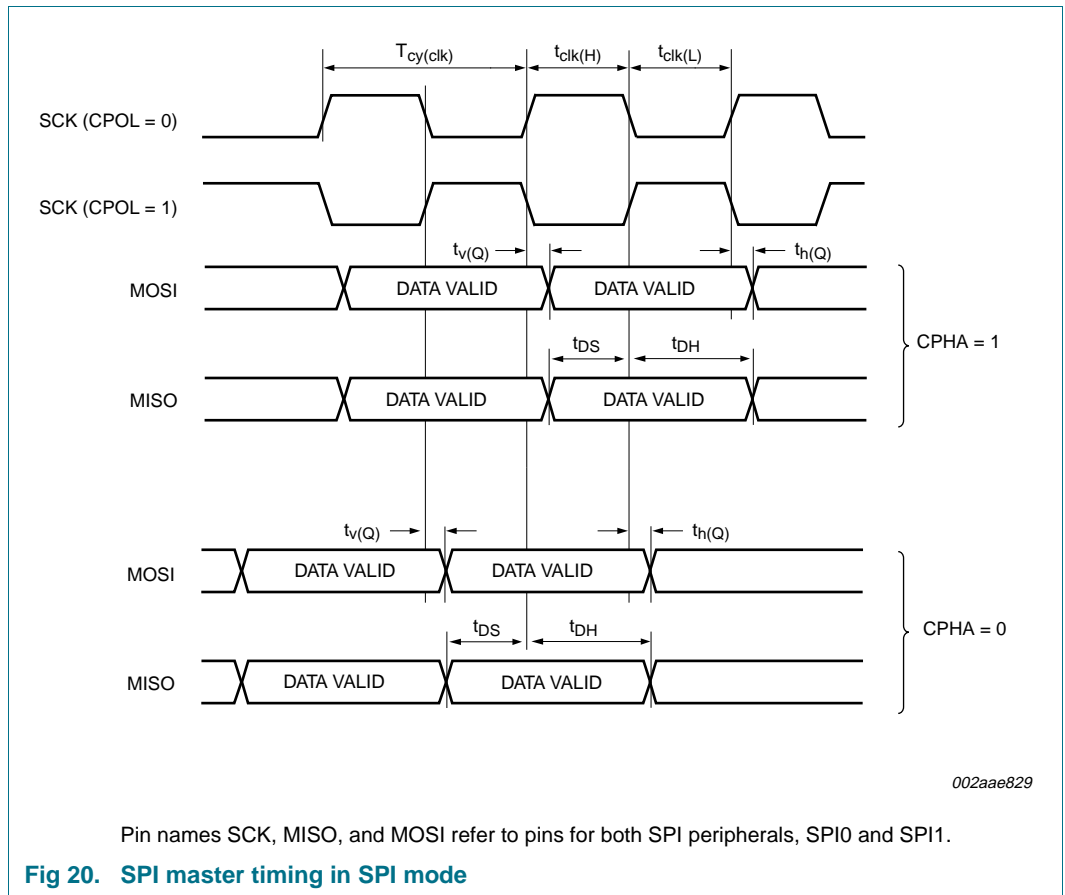 Tcy(clk) tclk(H) tclk(L)
SCK (CPOL = 0)
SCK (CPOL = 1)
tv(Q) th(Q)
MOSI DATA VALID DATA VALID
CPHA = 1
tDS tDH
MISO DATA VALID DATA VALID
tv(Q) th(Q)
MOSI DATA VALID DATA VALID
CPHA = 0
tDS tDH
MISO DATA VALID DATA VALID
002aae829
Pin names SCK, MISO, and MOSI refer to pins for both SPI peripherals, SPI0 and SPI1.
Fig 20. SPI master timing in SPI mode